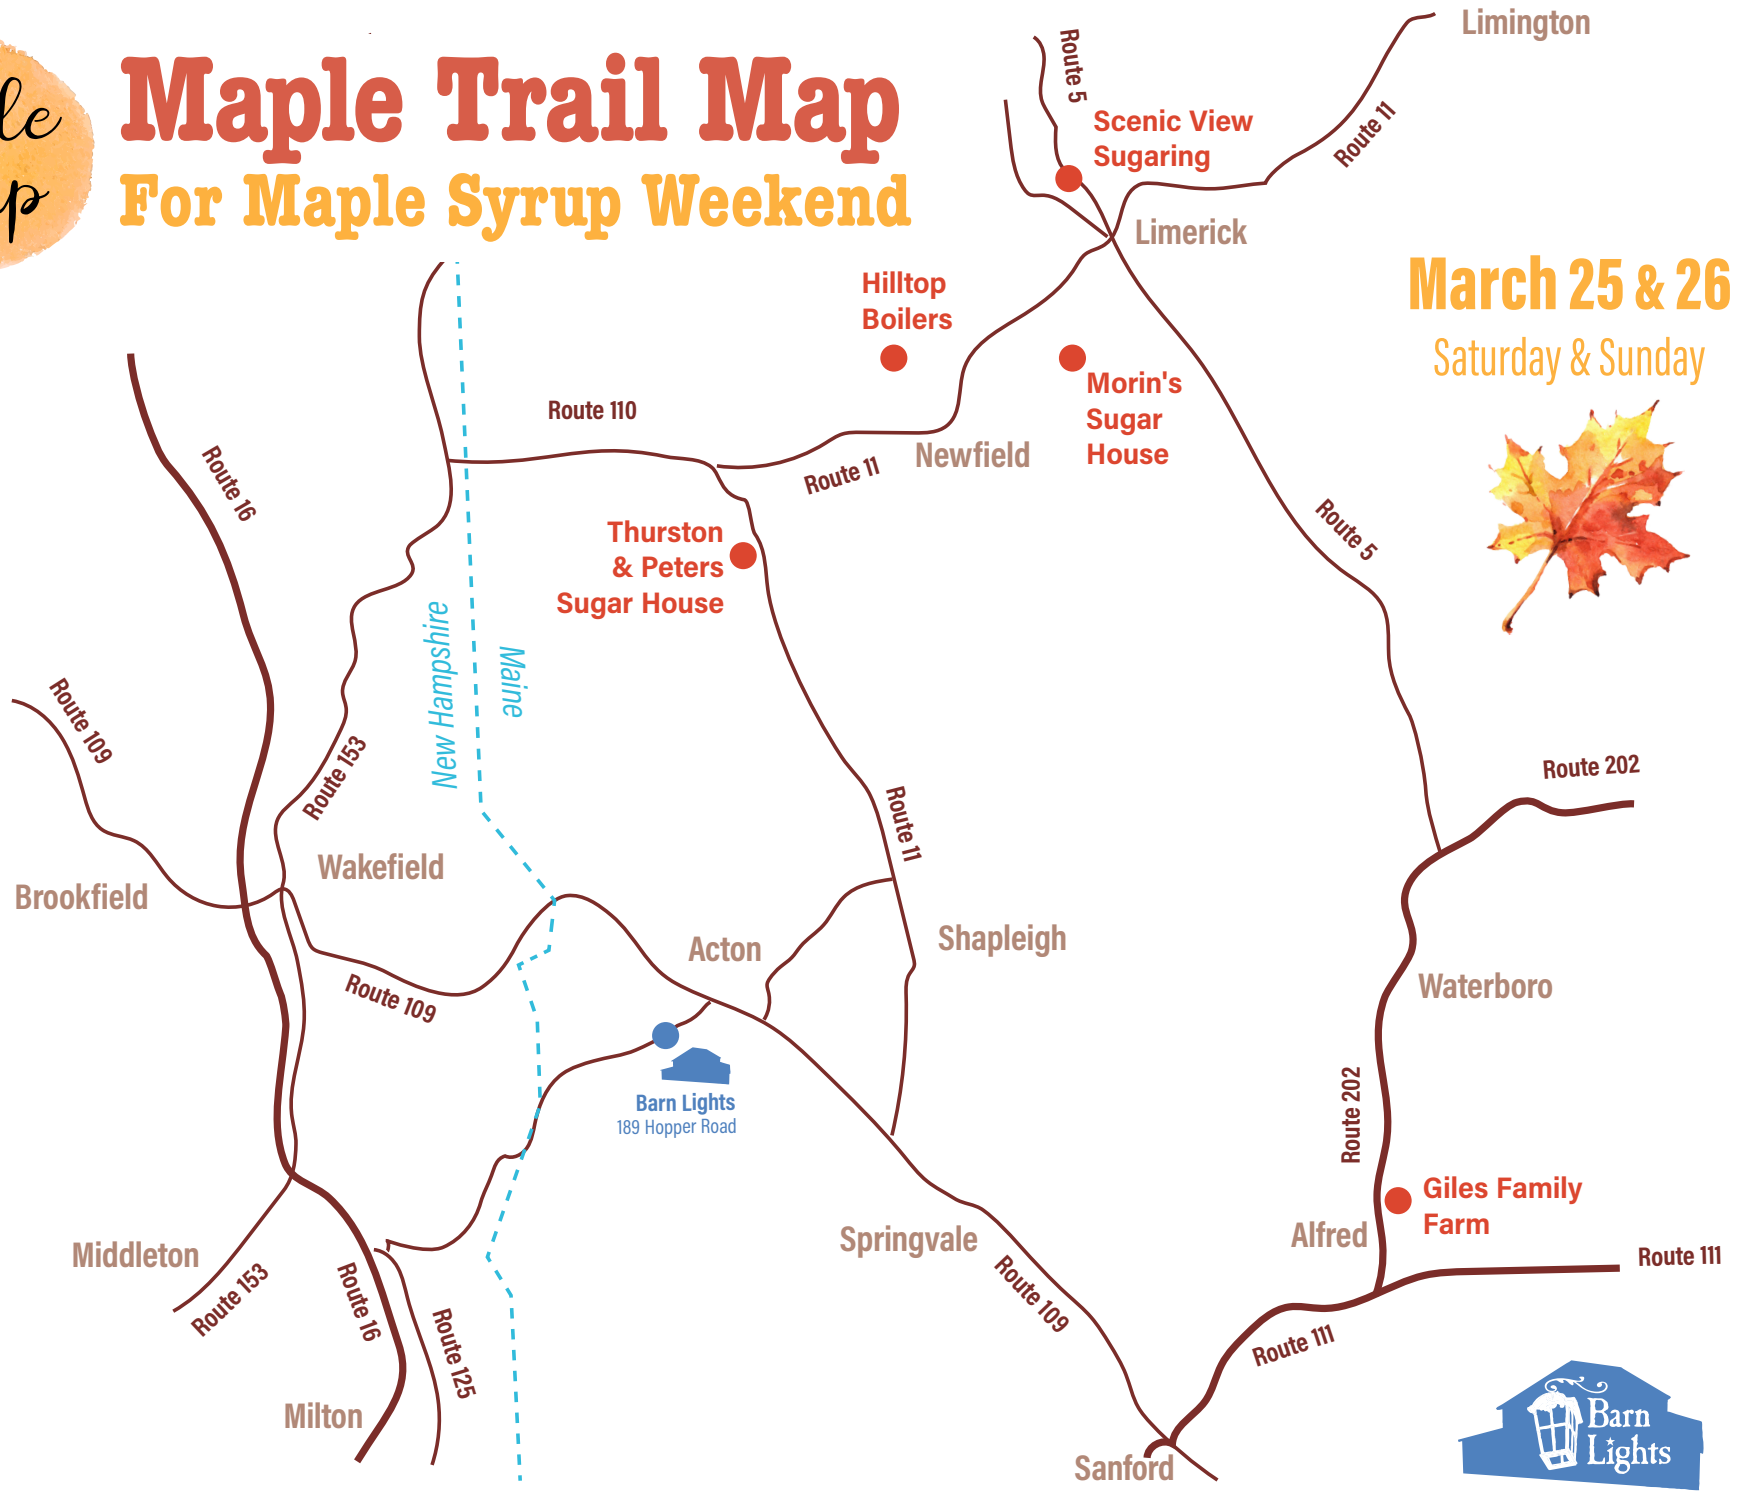 Maple Trail Map
For Maple Syrup Weekend
March 25 & 26
Saturday & Sunday
Limington
Route 5
Scenic View
Sugaring
Route 11
Limerick
Hilltop
Boilers
Morin's
Sugar
House
Route 110
Route 11
Newfield
Route 16
Thurston
& Peters
Sugar House
Route 5
New Hampshire
Maine
Route 109
Route 153
Route 11
Route 202
Wakefield
Brookfield
Acton
Shapleigh
Waterboro
Route 109
Barn Lights
189 Hopper Road
Route 202
Giles Family
Farm
Alfred
Springvale
Middleton
Route 153
Route 16
Route 125
Route 109
Route 111
Route 111
Milton
Sanford
Barn
Lights